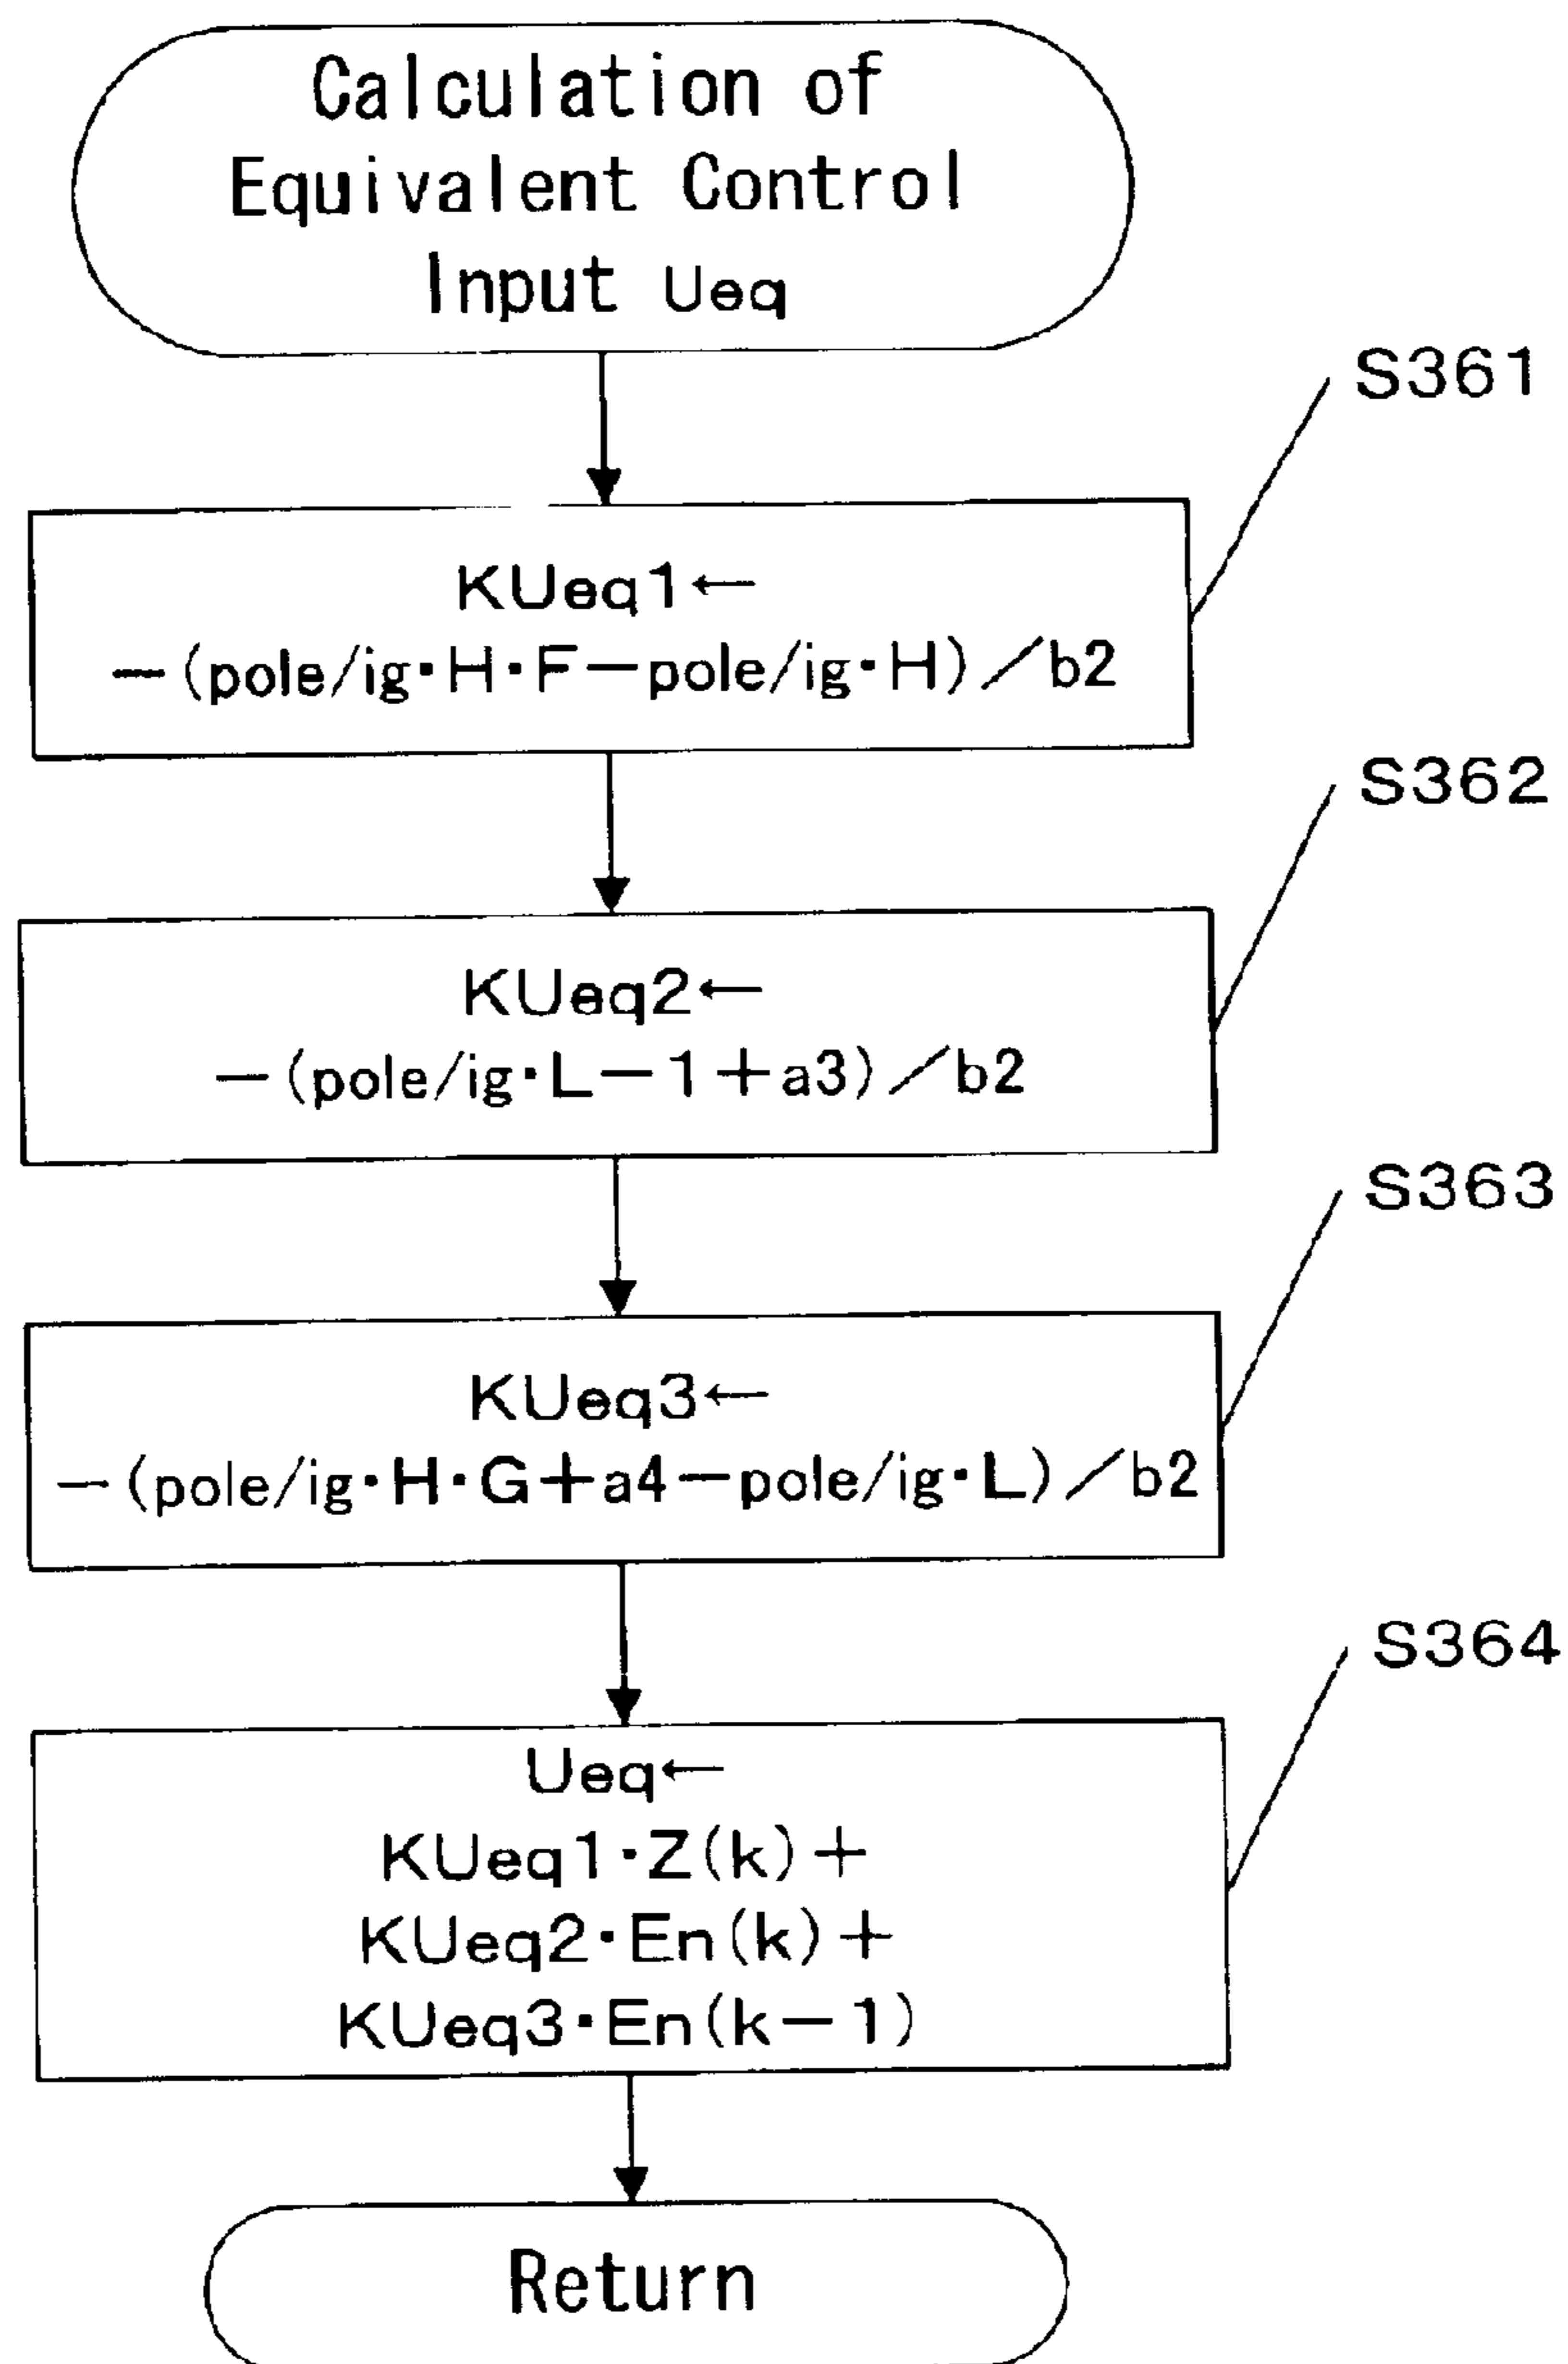 Calculation of
Equivalent Control
Input Ueq
S361
KUeq1←
−(pole/ig·H·F−pole/ig·H)／b2
S362
KUeq2←
−(pole/ig·L−1+a3)／b2
S363
KUeq3←
−(pole/ig·H·G+a4−pole/ig·L)／b2
S364
Ueq←
KUeq1·Z(k)+
KUeq2·En(k)+
KUeq3·En(k−1)
Return